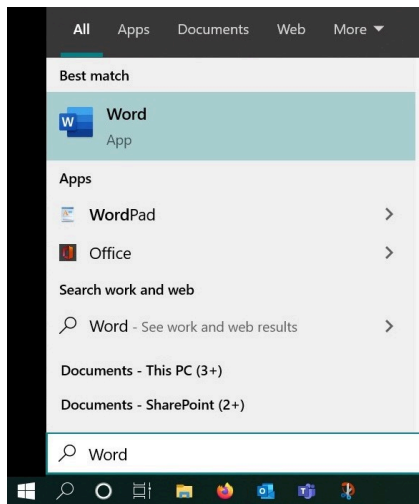 All Apps Documents Web More
Best match
Word
App
Apps
WordPad
Office
Search work and web
Word - See work and web results
Documents - This PC (3+)
Documents - SharePoint (2+)
Word